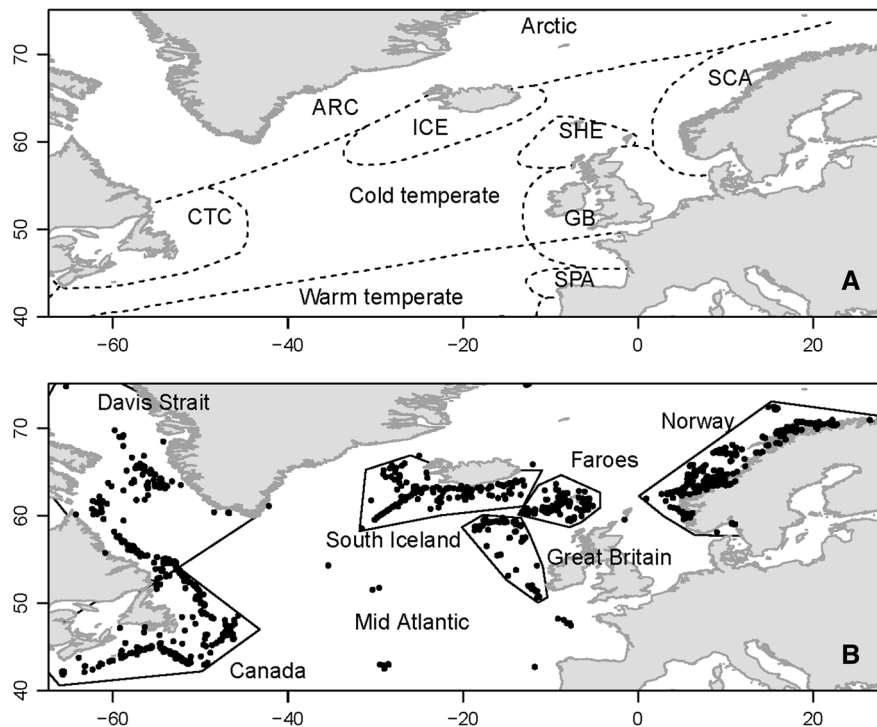 Arctic
SCA
ARC
ICE
SHE
Cold temperate
CTC
GB
SPA
Warm temperate
A
70
60
50
40
−60
−40
−20
0
20
Davis Strait
Norway
Faroes
South Iceland
Great Britain
Mid Atlantic
Canada
B
70
60
50
40
−60
−40
−20
0
20